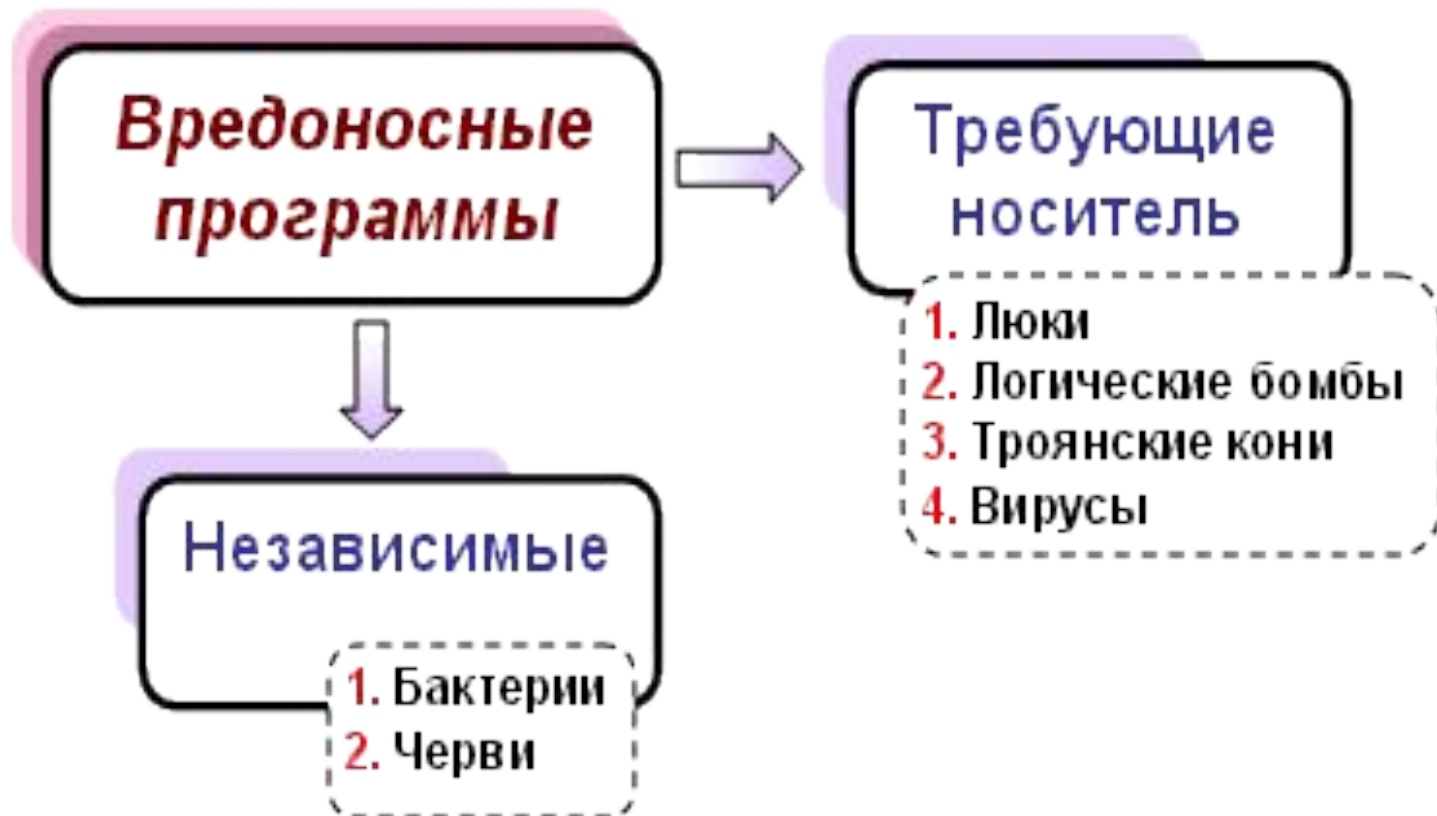 Вредоносные
программы
Требующие
носитель
1. Люки
2. Логические бомбы
3. Троянские кони
4. Вирусы
Независимые
1. Бактерии
2. Черви